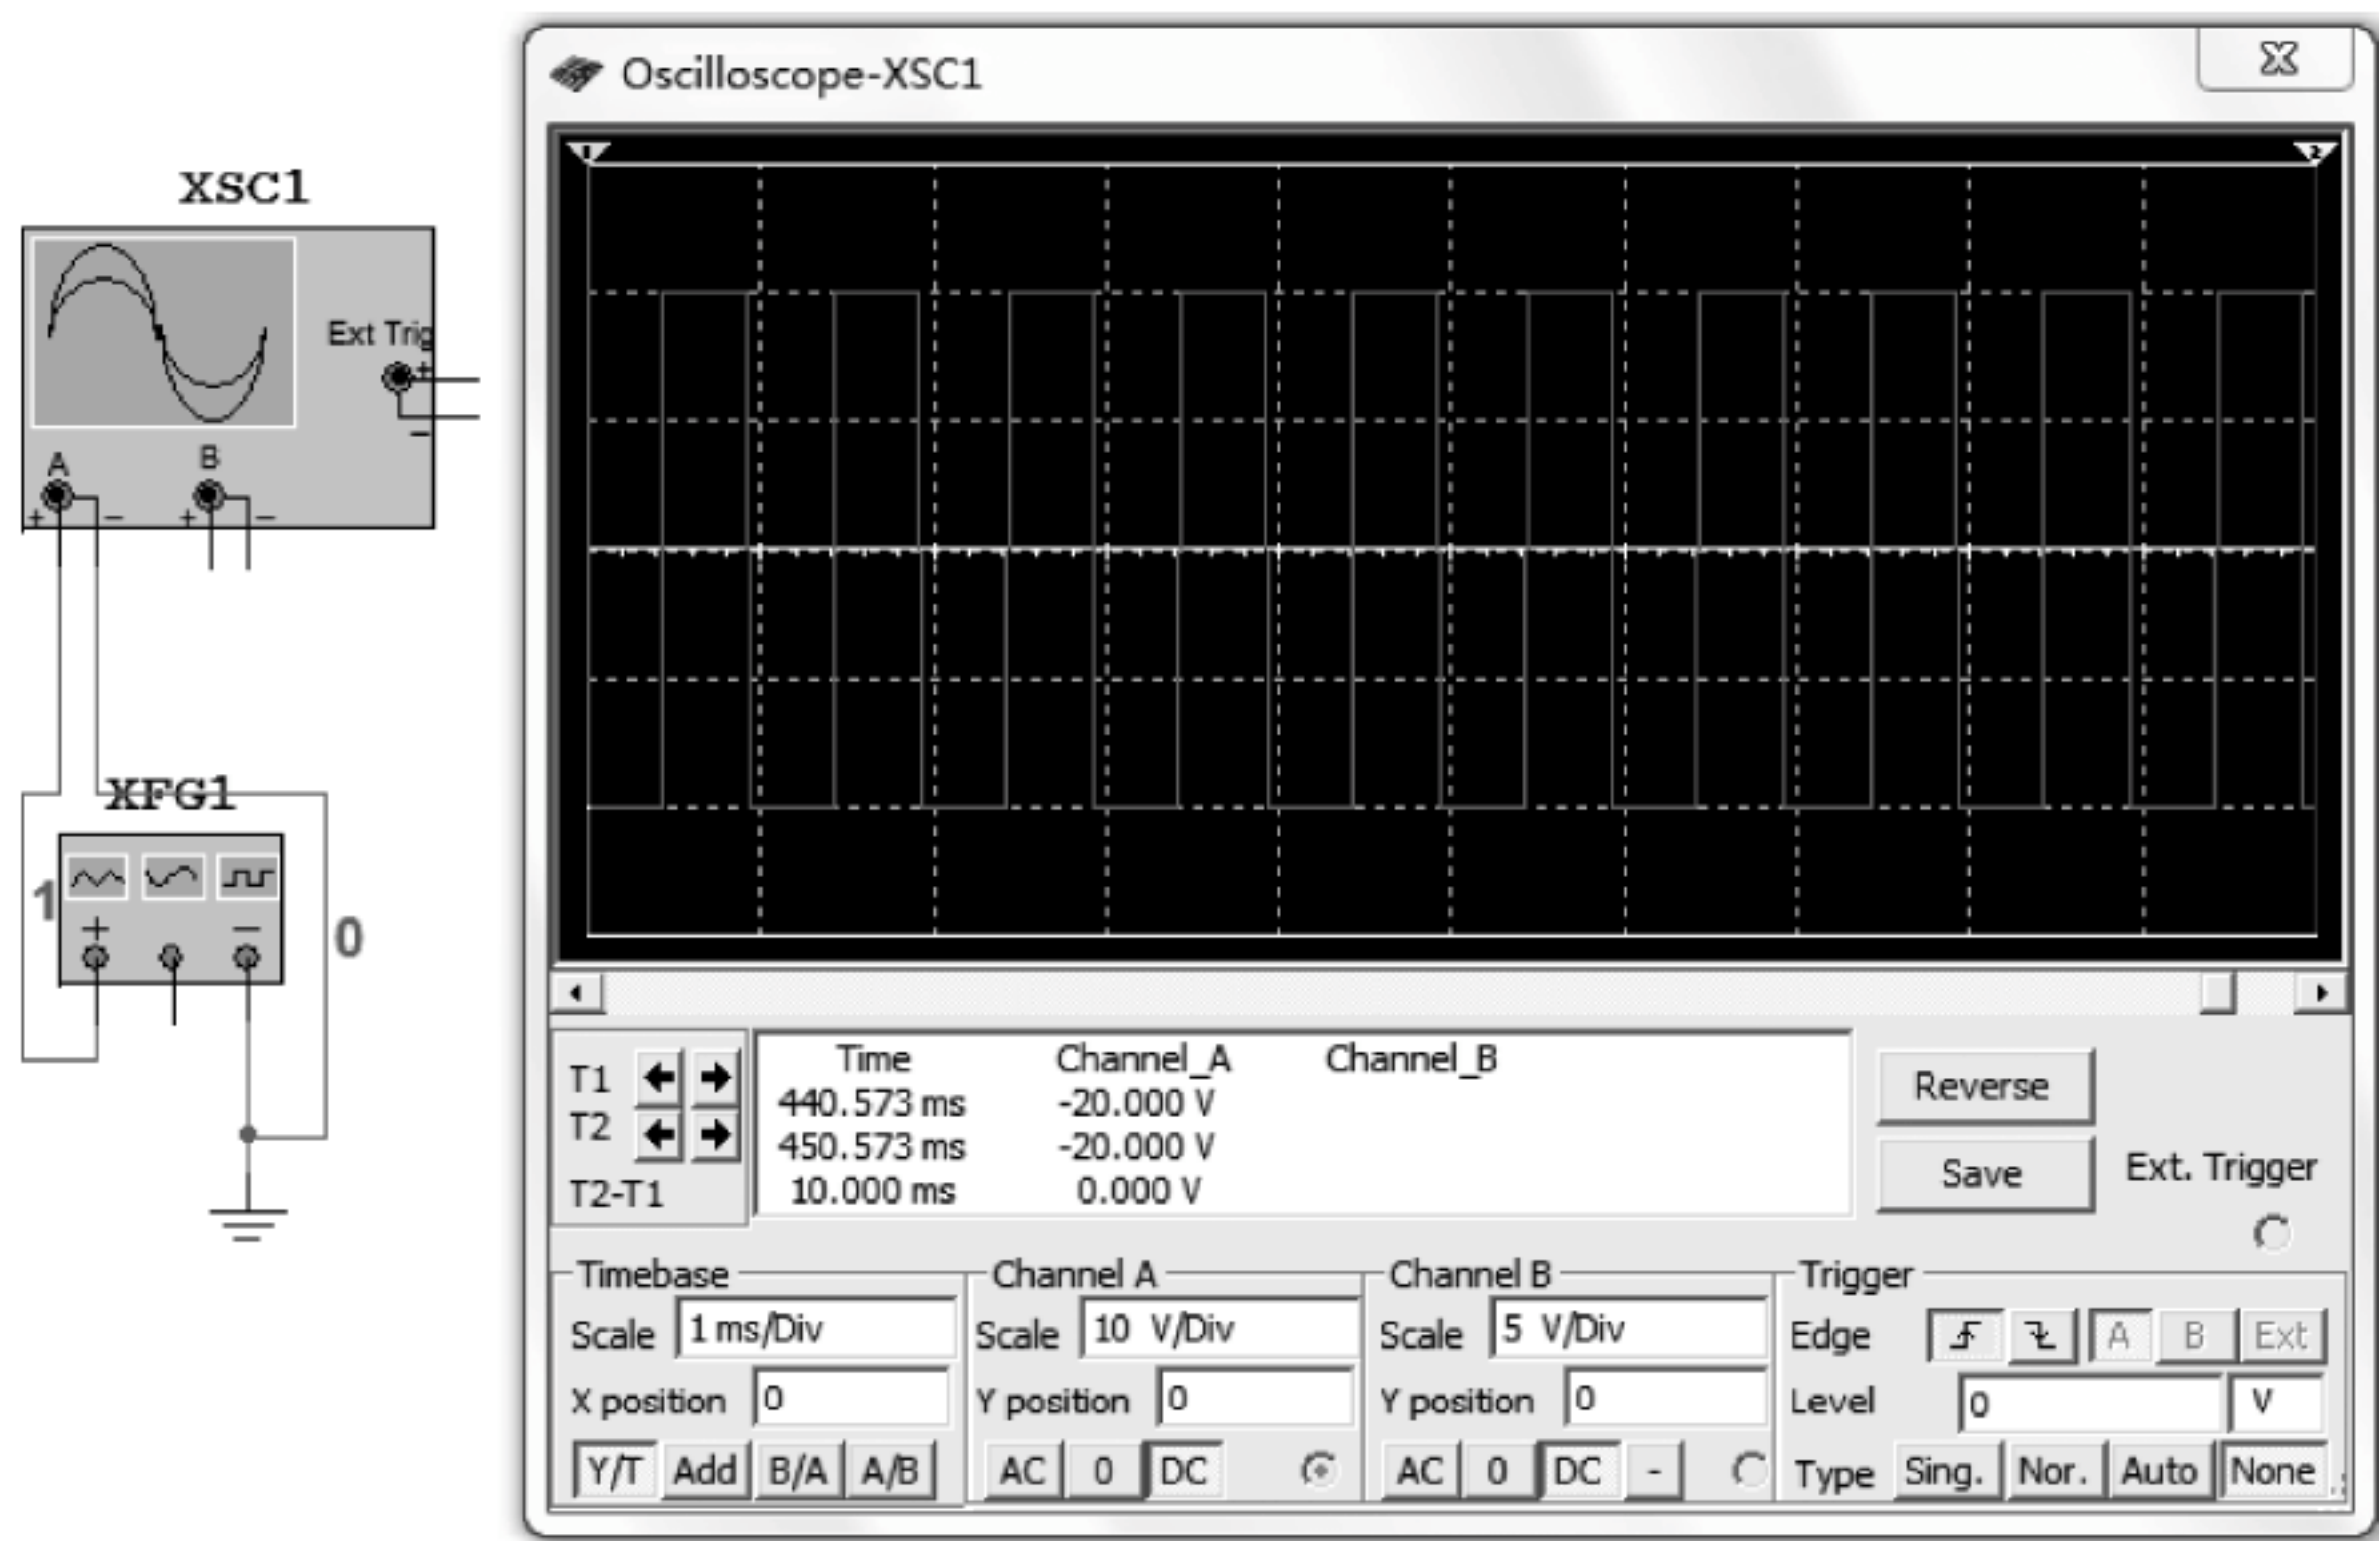 Oscilloscope-XSC1
XSC1
Ext Trig
+
−
A
B
+ − + −
XFG1
1
+ −
0
1
2
Time Channel_A Channel_B
T1 440.573 ms -20.000 V
T2 450.573 ms -20.000 V
T2-T1 10.000 ms 0.000 V
Reverse
Save
Ext. Trigger
Timebase
Scale 1 ms/Div
X position 0
Y/T Add B/A A/B
Channel A
Scale 10 V/Div
Y position 0
AC 0 DC
Channel B
Scale 5 V/Div
Y position 0
AC 0 DC -
Trigger
Edge A B Ext
Level 0 V
Type Sing. Nor. Auto None